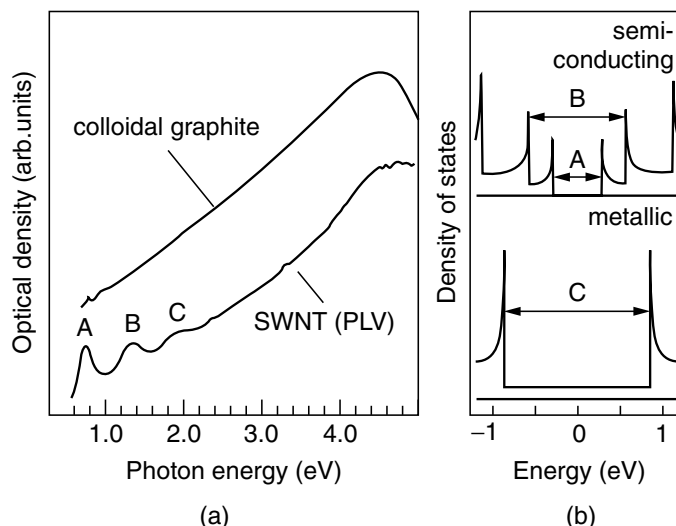 Optical density (arb.units)
colloidal graphite
A
B
C
SWNT (PLV)
1.0 2.0 3.0 4.0
Photon energy (eV)
(a)
Density of states
semi-
conducting
B
A
metallic
C
−1 0 1
Energy (eV)
(b)